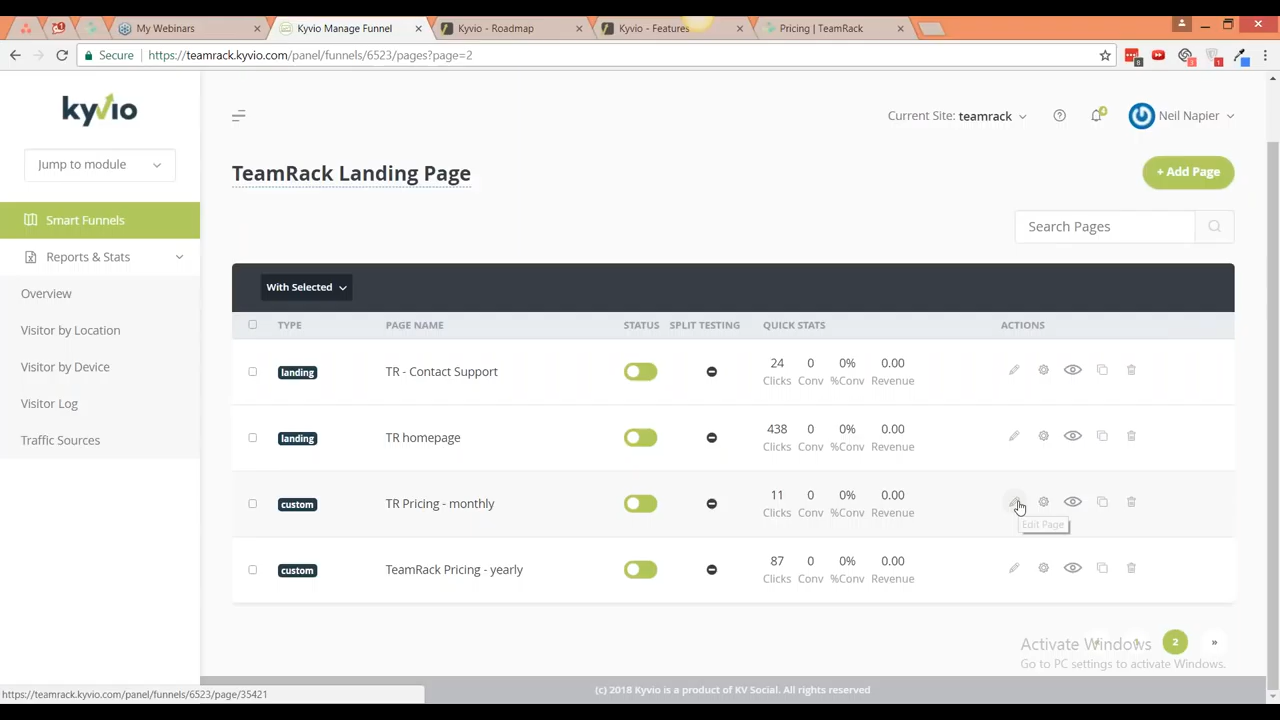 My Webinars
Kyvio Manage Funnel
Kyvio - Roadmap
Kyvio - Features
Pricing | TeamRack
Secure
https://teamrack.kyvio.com/panel/funnels/6523/pages?page=2
kyvio
Current Site: teamrack
Neil Napier
Jump to module
TeamRack Landing Page
+ Add Page
Smart Funnels
Search Pages
Reports & Stats
Overview
Visitor by Location
Visitor by Device
Visitor Log
Traffic Sources
With Selected
TYPE PAGE NAME STATUS SPLIT TESTING QUICK STATS ACTIONS
landing TR - Contact Support 24 0 0% 0.00
Clicks Conv %Conv Revenue
landing TR homepage 438 0 0% 0.00
Clicks Conv %Conv Revenue
custom TR Pricing - monthly 11 0 0% 0.00
Clicks Conv %Conv Revenue
Edit Page
custom TeamRack Pricing - yearly 87 0 0% 0.00
Clicks Conv %Conv Revenue
2 »
Activate Windows
Go to PC settings to activate Windows.
https://teamrack.kyvio.com/panel/funnels/6523/page/35421
(c) 2018 Kyvio is a product of KV Social. All rights reserved